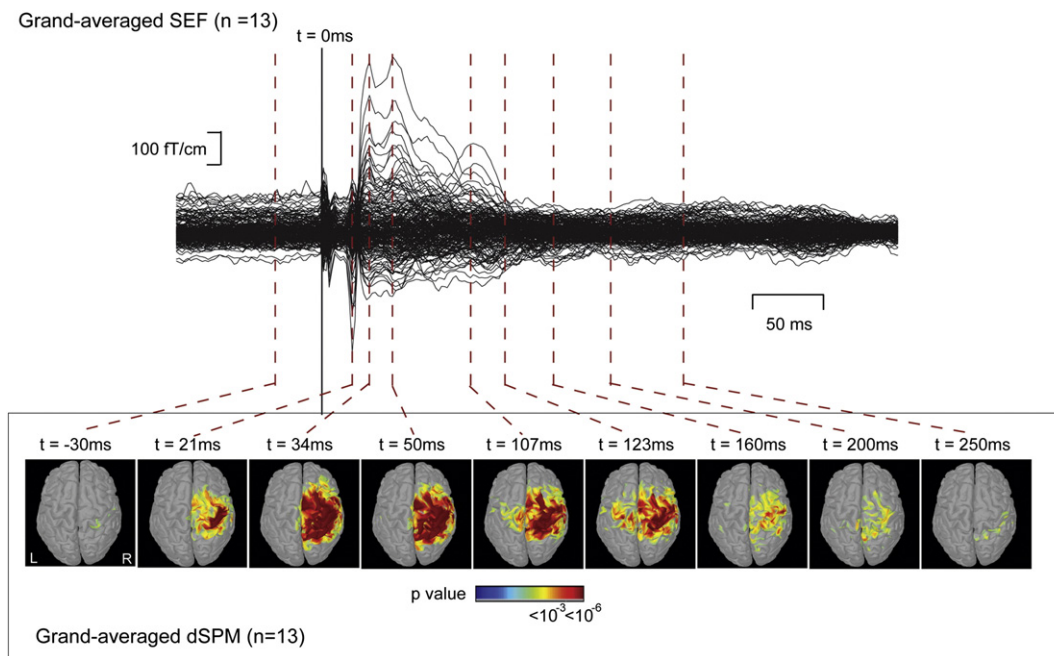 Grand-averaged SEF (n =13)
t = 0ms
100 fT/cm
50 ms
t = -30ms
t = 21ms
t = 34ms
t = 50ms
t = 107ms
t = 123ms
t = 160ms
t = 200ms
t = 250ms
L
R
p value
<10⁻³<10⁻⁶
Grand-averaged dSPM (n=13)